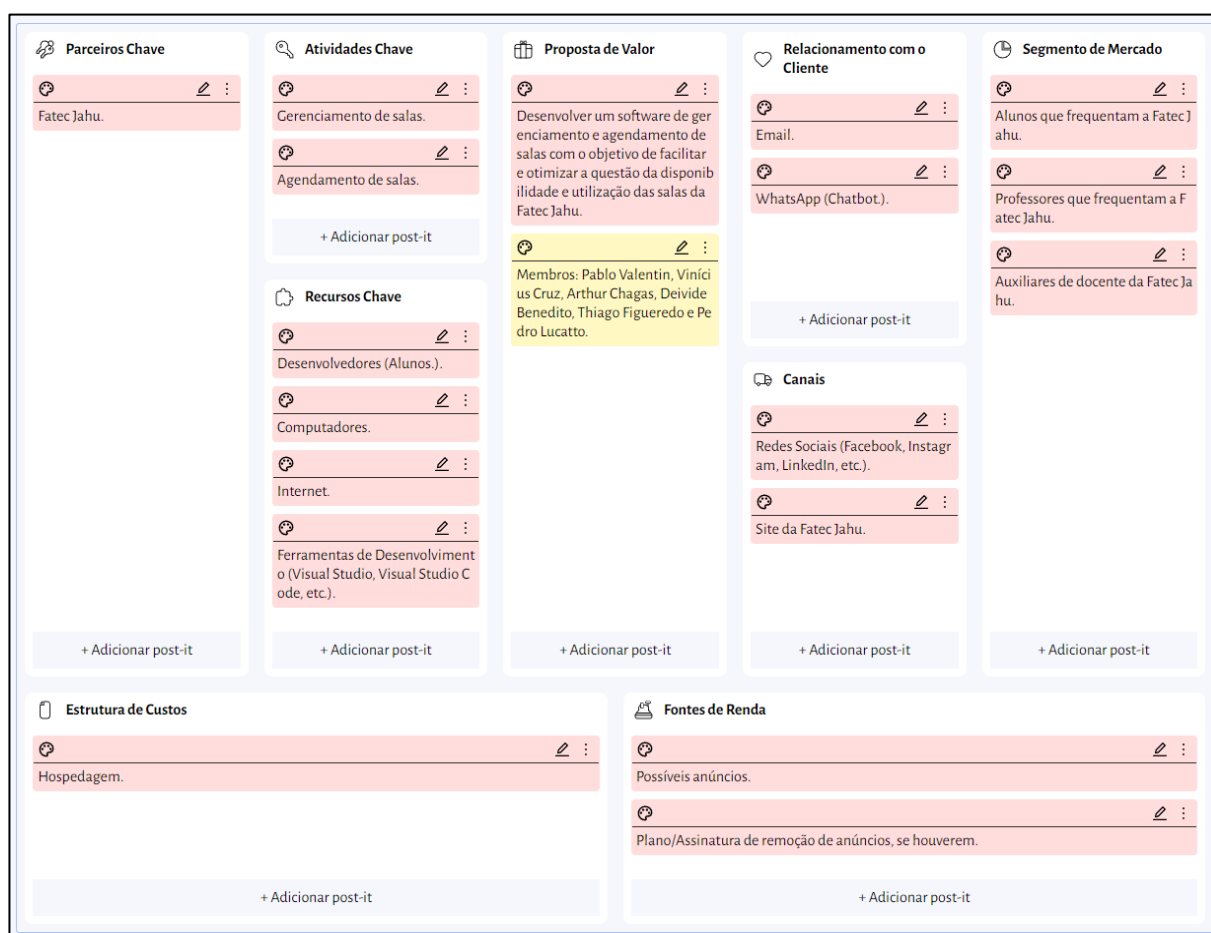 Parceiros Chave
Fatec Jahu.
+ Adicionar post-it
Atividades Chave
Gerenciamento de salas.
Agendamento de salas.
+ Adicionar post-it
Recursos Chave
Desenvolvedores (Alunos.).
Computadores.
Internet.
Ferramentas de Desenvolviment
o (Visual Studio, Visual Studio C
ode, etc.).
+ Adicionar post-it
Proposta de Valor
Desenvolver um software de ger
enciamento e agendamento de
salas com o objetivo de facilitar
e otimizar a questão da disponib
ilidade e utilização das salas da
Fatec Jahu.
Membros: Pablo Valentin, Viníci
us Cruz, Arthur Chagas, Deivide
Benedito, Thiago Figueredo e Pe
dro Lucatto.
+ Adicionar post-it
Relacionamento com o
Cliente
Email.
WhatsApp (Chatbot.).
+ Adicionar post-it
Canais
Redes Sociais (Facebook, Instagr
am, LinkedIn, etc.).
Site da Fatec Jahu.
+ Adicionar post-it
Segmento de Mercado
Alunos que frequentam a Fatec J
ahu.
Professores que frequentam a F
atec Jahu.
Auxiliares de docente da Fatec Ja
hu.
+ Adicionar post-it
Estrutura de Custos
Hospedagem.
+ Adicionar post-it
Fontes de Renda
Possíveis anúncios.
Plano/Assinatura de remoção de anúncios, se houverem.
+ Adicionar post-it